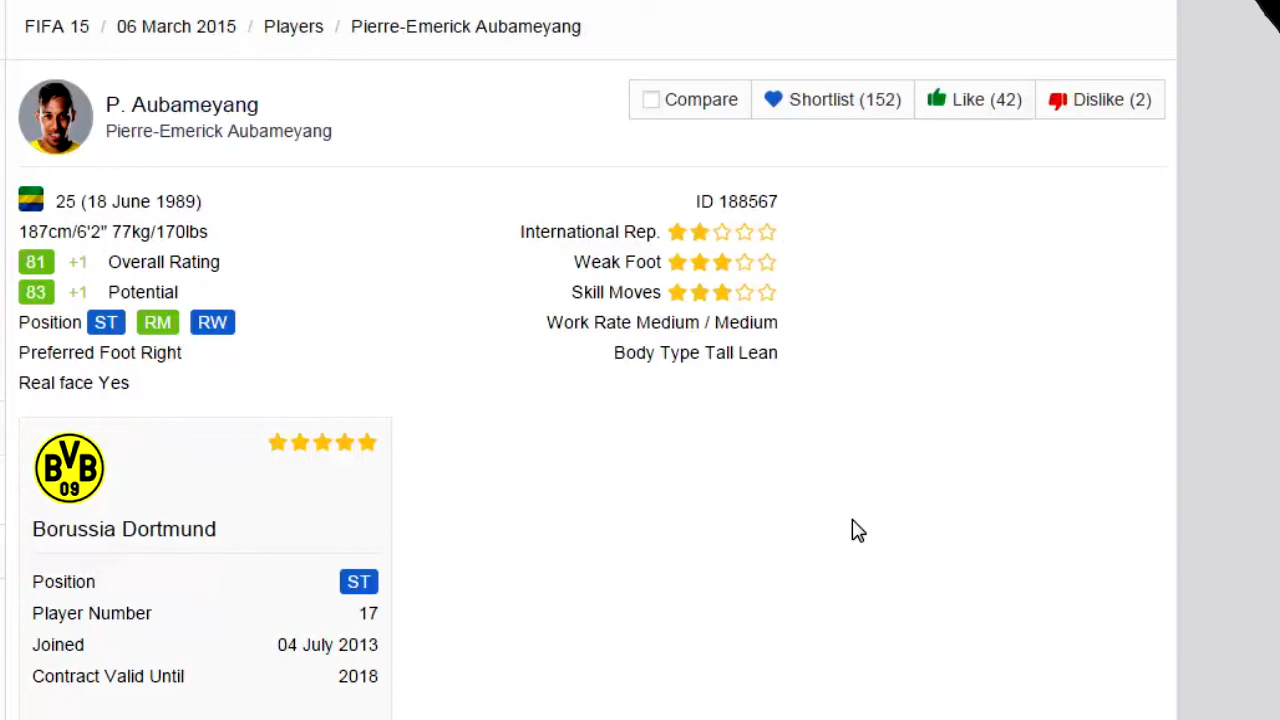 FIFA 15 / 06 March 2015 / Players / Pierre-Emerick Aubameyang
P. Aubameyang
Pierre-Emerick Aubameyang
Compare Shortlist (152) Like (42) Dislike (2)
25 (18 June 1989)
187cm/6'2" 77kg/170lbs
81 +1 Overall Rating
83 +1 Potential
Position ST RM RW
Preferred Foot Right
Real face Yes
ID 188567
International Rep.
Weak Foot
Skill Moves
Work Rate Medium / Medium
Body Type Tall Lean
BVB
09
Borussia Dortmund
Position ST
Player Number 17
Joined 04 July 2013
Contract Valid Until 2018